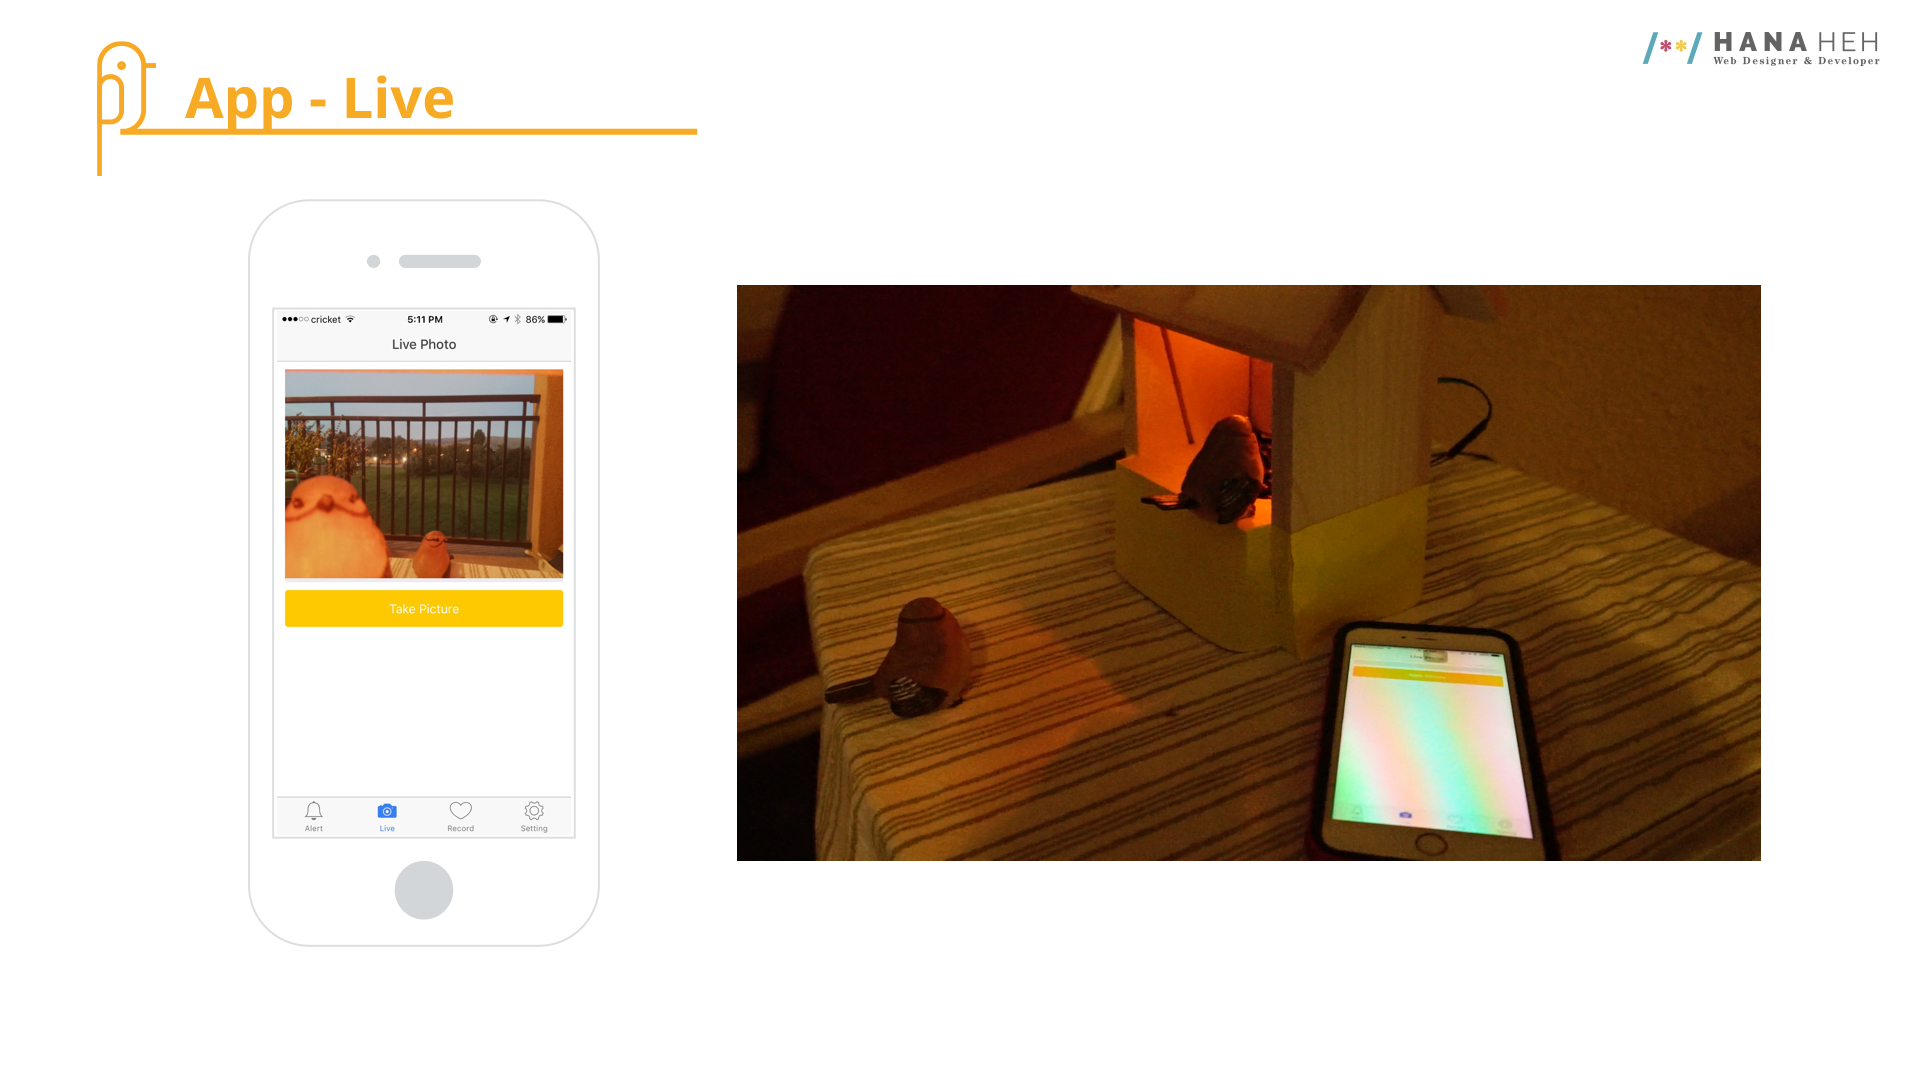 App - Live
/**/ HANA HEH
Web Designer & Developer
cricket 5:11 PM 86%
Live Photo
Take Picture
Alert Live Record Setting